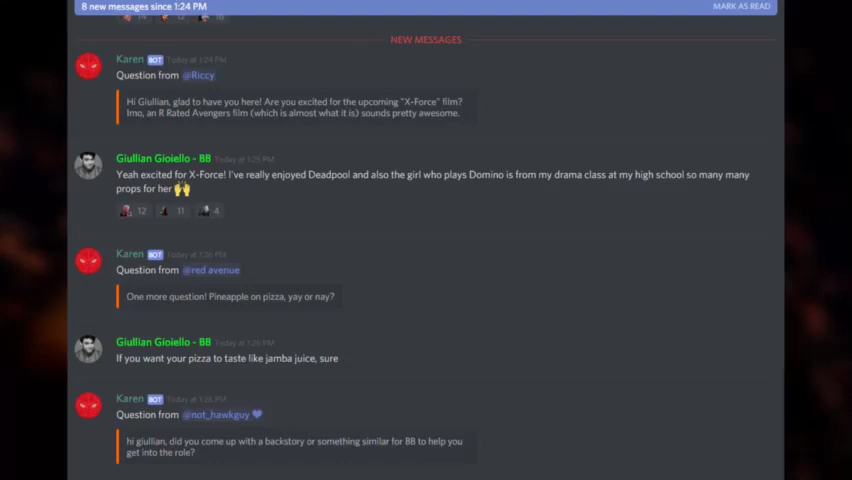 8 new messages since 1:24 PM
MARK AS READ
14 12 16
NEW MESSAGES
Karen BOT Today at 1:24 PM
Question from @Riccy
Hi Giullian, glad to have you here! Are you excited for the upcoming "X-Force" film?
Imo, an R Rated Avengers film (which is almost what it is) sounds pretty awesome.
Giullian Gioiello - BB Today at 1:25 PM
Yeah excited for X-Force! I've really enjoyed Deadpool and also the girl who plays Domino is from my drama class at my high school so many many
props for her 🙌
12 11 4
Karen BOT Today at 1:26 PM
Question from @red avenue
One more question! Pineapple on pizza, yay or nay?
Giullian Gioiello - BB Today at 1:26 PM
If you want your pizza to taste like jamba juice, sure
Karen BOT Today at 1:26 PM
Question from @not_hawkguy 💜
hi giullian, did you come up with a backstory or something similar for BB to help you
get into the role?